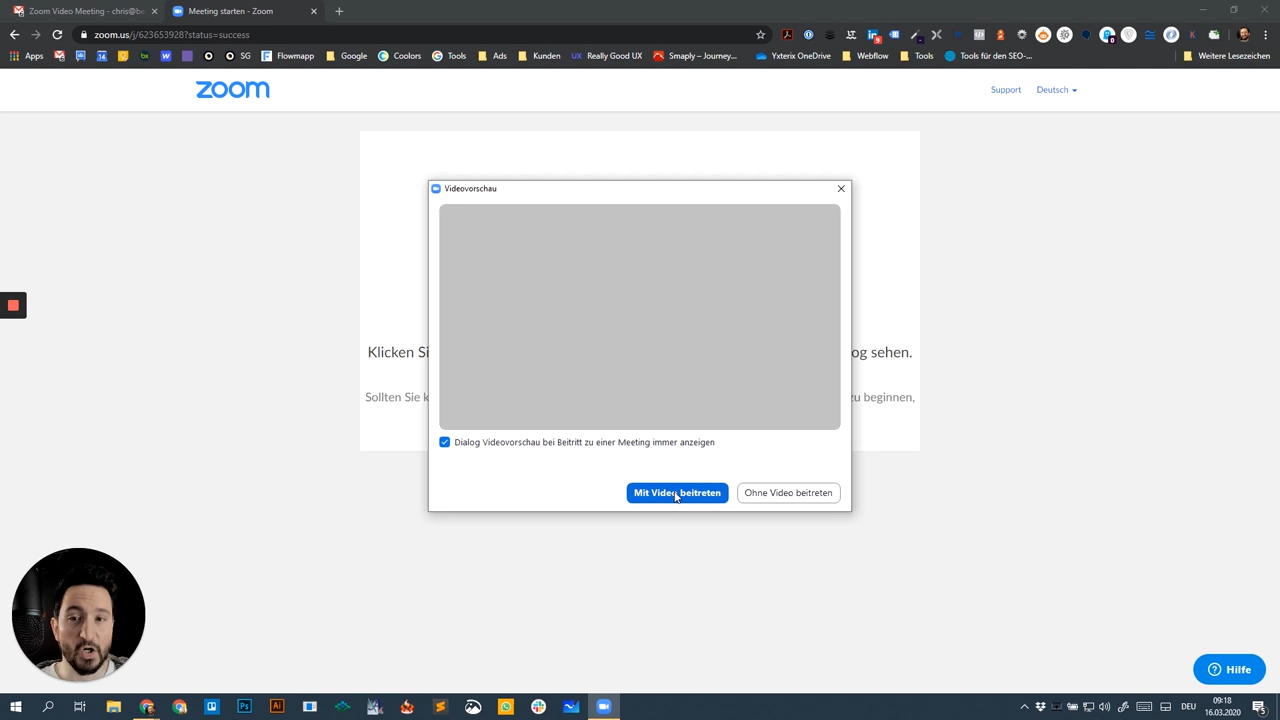 Zoom Video Meeting - chris@be
Meeting starten - Zoom
zoom.us/j/623653928?status=success
Apps
SG
Flowmapp
Google
Coolors
Tools
Ads
Kunden
UX Really Good UX
Smaply – Journey...
Yxterix OneDrive
Webflow
Tools
Tools für den SEO-...
Weitere Lesezeichen
zoom
Support
Deutsch
Videovorschau
Klicken Si
og sehen.
Sollten Sie k
zu beginnen,
Dialog Videovorschau bei Beitritt zu einer Meeting immer anzeigen
Mit Video beitreten
Ohne Video beitreten
Hilfe
DEU
09:18
16.03.2020